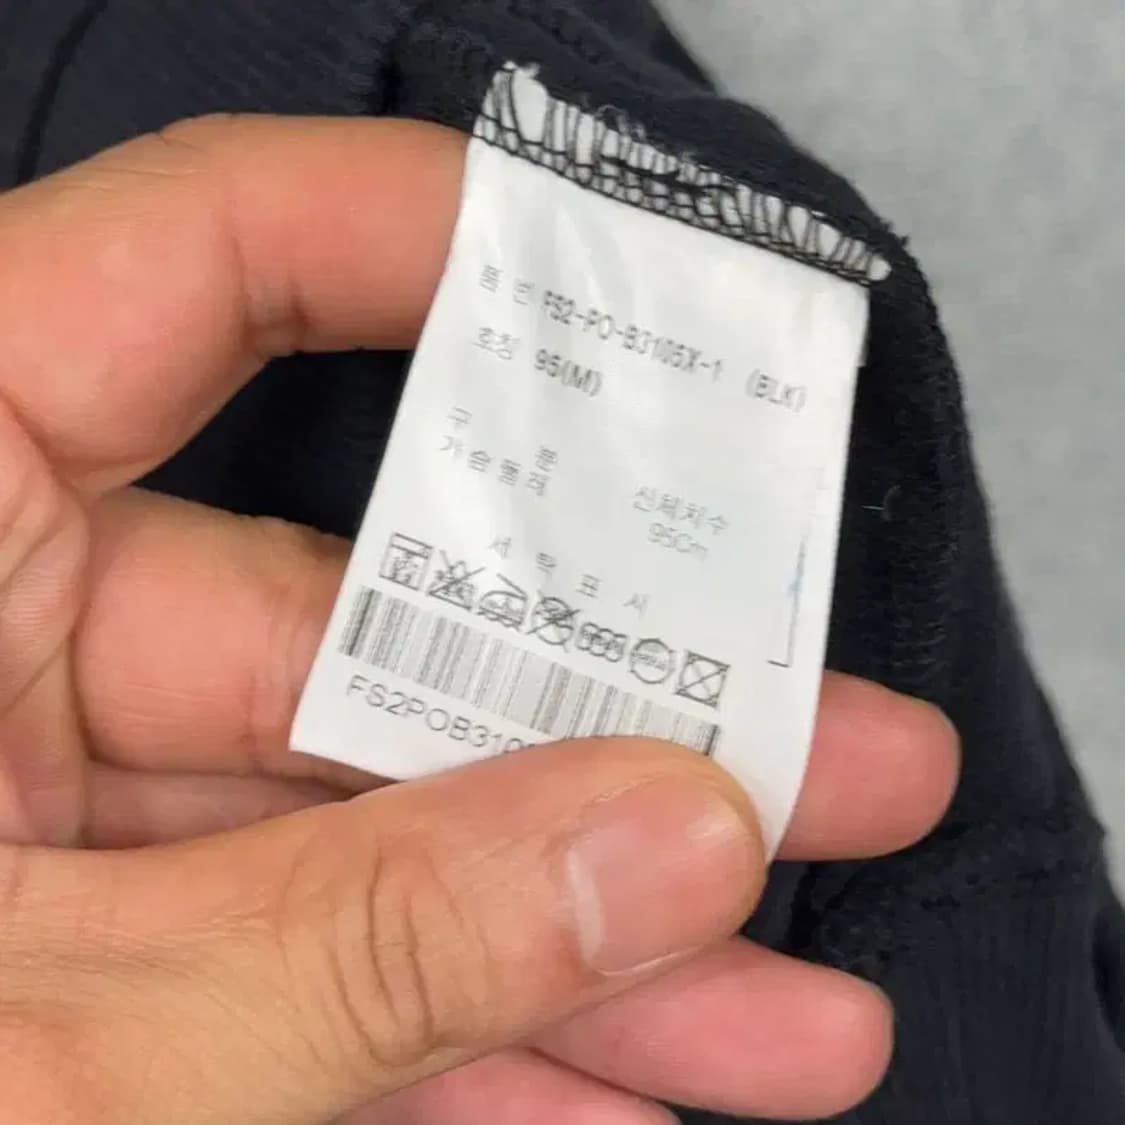 품 번 FS2-PO-B3105X-1 (BLK)
호칭 95(M)
구 분 신체치수
가슴둘레 95Cm
세 탁 표 시
FS2POB310